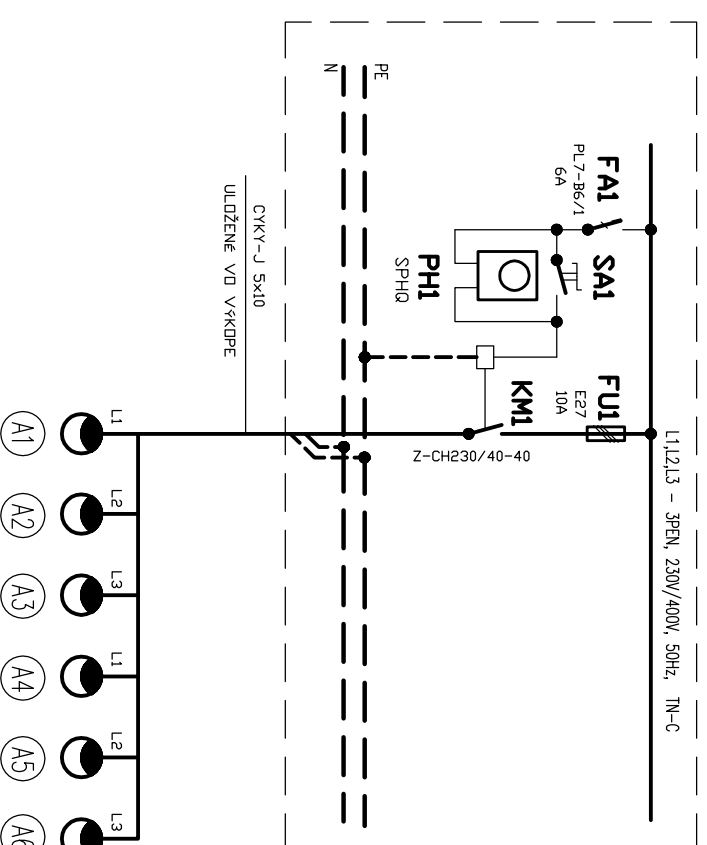 L1,L2,L3 - 3PEN, 230V/400V, 50Hz, TN-C
FA1
PL7-B6/1
6A
SA1
FU1
E27
10A
PH1
SPHQ
KM1
Z-CH230/40-40
PE
N
CYKY-J 5x10
ULOŽENÉ VO VÝKOPE
L1
L2
L3
L1
L2
L3
A1
A2
A3
A4
A5
A6